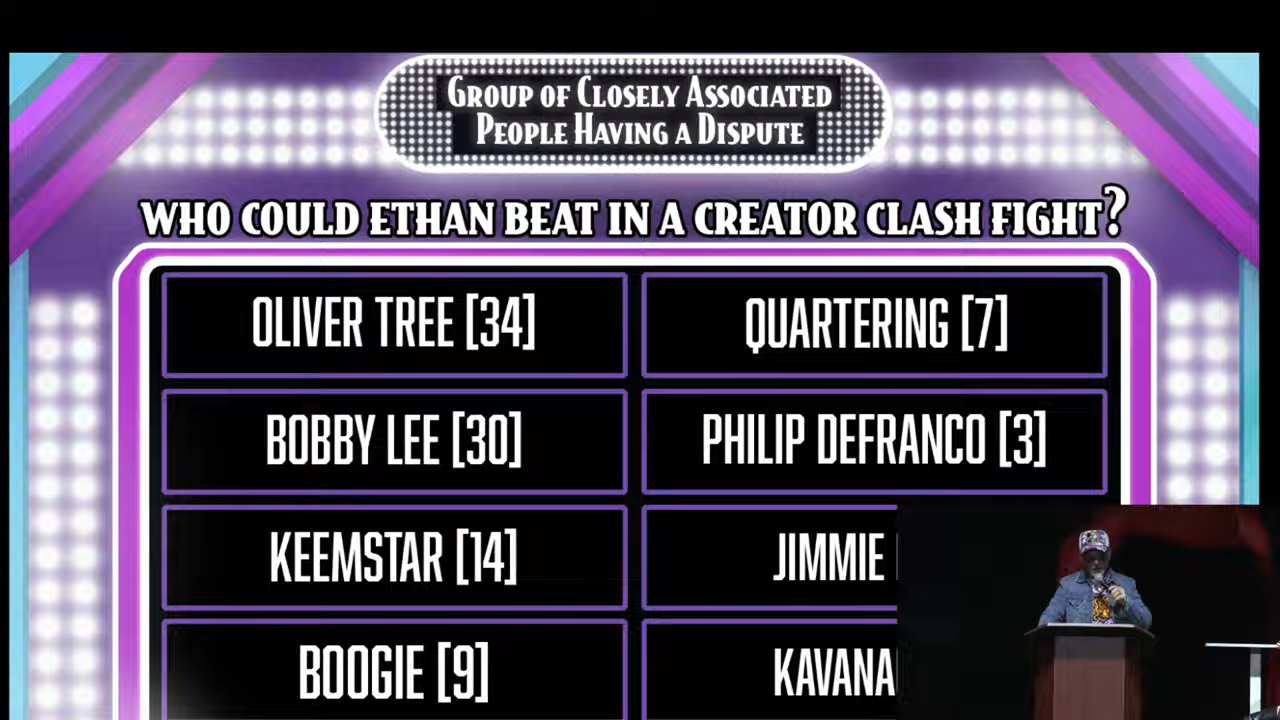 GROUP OF CLOSELY ASSOCIATED
PEOPLE HAVING A DISPUTE
WHO COULD ETHAN BEAT IN A CREATOR CLASH FIGHT?
OLIVER TREE [34]
QUARTERING [7]
BOBBY LEE [30]
PHILIP DEFRANCO [3]
KEEMSTAR [14]
JIMMIE
BOOGIE [9]
KAVANA